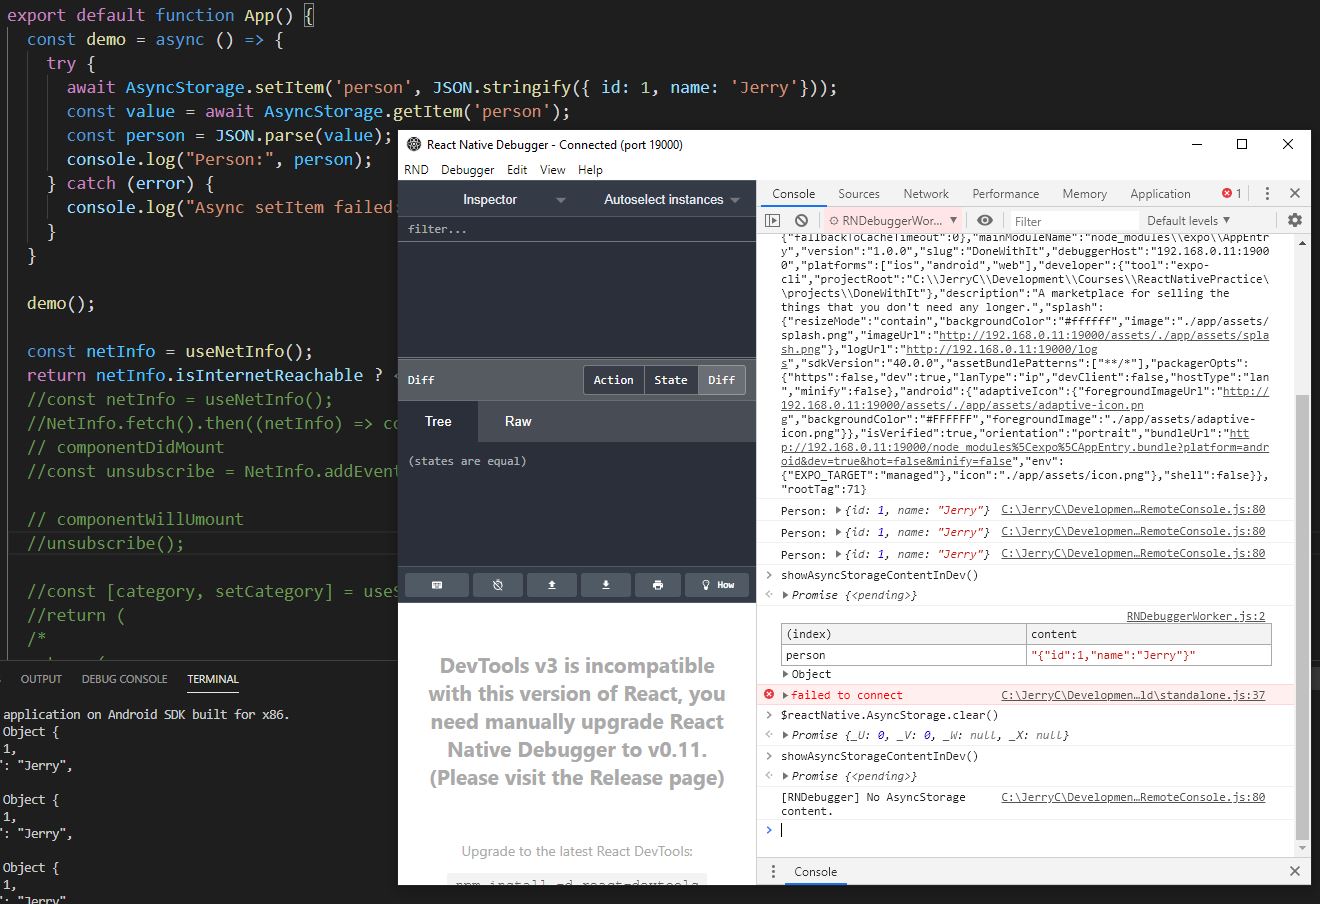 export default function App() {
const demo = async () => {
try {
await AsyncStorage.setItem('person', JSON.stringify({ id: 1, name: 'Jerry'}));
const value = await AsyncStorage.getItem('person');
const person = JSON.parse(value);
console.log("Person:", person);
} catch (error) {
console.log("Async setItem failed:
}
}
demo();
const netInfo = useNetInfo();
return netInfo.isInternetReachable ? <
//const netInfo = useNetInfo();
//NetInfo.fetch().then((netInfo) => co
// componentDidMount
//const unsubscribe = NetInfo.addEvent
// componentWillUmount
//unsubscribe();
//const [category, setCategory] = useS
//return (
/*
OUTPUT
DEBUG CONSOLE
TERMINAL
application on Android SDK built for x86.
Object {
1,
": "Jerry",
Object {
1,
": "Jerry",
Object {
1,
": "Jerry"
React Native Debugger - Connected (port 19000)
RND Debugger Edit View Help
Inspector
Autoselect instances
filter...
Diff
Action
State
Diff
Tree
Raw
(states are equal)
How
DevTools v3 is incompatible
with this version of React, you
need manually upgrade React
Native Debugger to v0.11.
(Please visit the Release page)
Upgrade to the latest React DevTools:
npm install -d react-devtools
Console Sources Network Performance Memory Application 1
RNDebuggerWor... Filter Default levels
{"fallbackToCacheTimeout":0},"mainModuleName":"node_modules\\expo\\AppEnt
ry","version":"1.0.0","slug":"DoneWithIt","debuggerHost":"192.168.0.11:1900
0","platforms":["ios","android","web"],"developer":{"tool":"expo-
cli","projectRoot":"C:\\JerryC\\Development\\Courses\\ReactNativePractice\
\projects\\DoneWithIt"},"description":"A marketplace for selling the
things that you don't need any longer.","splash":
{"resizeMode":"contain","backgroundColor":"#ffffff","image":"./app/assets/
splash.png","imageUrl":"http://192.168.0.11:19000/assets/./app/assets/spla
sh.png"},"logUrl":"http://192.168.0.11:19000/log
s","sdkVersion":"40.0.0","assetBundlePatterns":["**/*"],"packagerOpts":
{"https":false,"dev":true,"lanType":"ip","devClient":false,"hostType":"lan
","minify":false},"android":{"adaptiveIcon":{"foregroundImageUrl":"http:/
/192.168.0.11:19000/assets/./app/assets/adaptive-icon.pn
g","backgroundColor":"#FFFFFF","foregroundImage":"./app/assets/adaptive-
icon.png"}},"isVerified":true,"orientation":"portrait","bundleUrl":"htt
p://192.168.0.11:19000/node_modules%5Cexpo%5CAppEntry.bundle?platform=andr
oid&dev=true&hot=false&minify=false","env":
{"EXPO_TARGET":"managed"},"icon":"./app/assets/icon.png"},"shell":false}},
"rootTag":71}
Person: {id: 1, name: "Jerry"} C:\JerryC\Developmen…RemoteConsole.js:80
Person: {id: 1, name: "Jerry"} C:\JerryC\Developmen…RemoteConsole.js:80
Person: {id: 1, name: "Jerry"} C:\JerryC\Developmen…RemoteConsole.js:80
> showAsyncStorageContentInDev()
Promise {<pending>}
RNDebuggerWorker.js:2
(index) content
person "{"id":1,"name":"Jerry"}"
Object
failed to connect C:\JerryC\Developmen…ld\standalone.js:37
> $reactNative.AsyncStorage.clear()
Promise {_U: 0, _V: 0, _W: null, _X: null}
> showAsyncStorageContentInDev()
Promise {<pending>}
[RNDebugger] No AsyncStorage C:\JerryC\Developmen…RemoteConsole.js:80
content.
>
Console